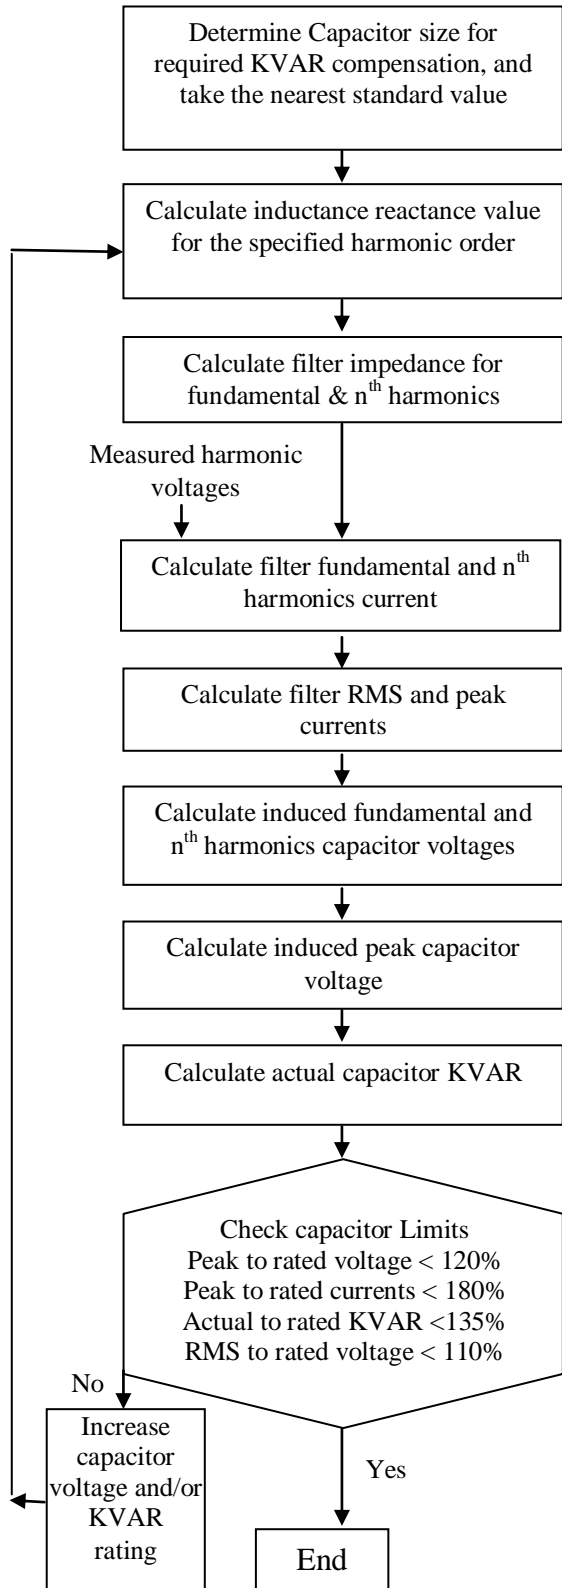 Determine Capacitor size for
required KVAR compensation, and
take the nearest standard value
Calculate inductance reactance value
for the specified harmonic order
Calculate filter impedance for
fundamental & nth harmonics
Measured harmonic
voltages
Calculate filter fundamental and nth
harmonics current
Calculate filter RMS and peak
currents
Calculate induced fundamental and
nth harmonics capacitor voltages
Calculate induced peak capacitor
voltage
Calculate actual capacitor KVAR
Check capacitor Limits
Peak to rated voltage < 120%
Peak to rated currents < 180%
Actual to rated KVAR <135%
RMS to rated voltage < 110%
No
Increase
capacitor
voltage and/or
KVAR
rating
Yes
End